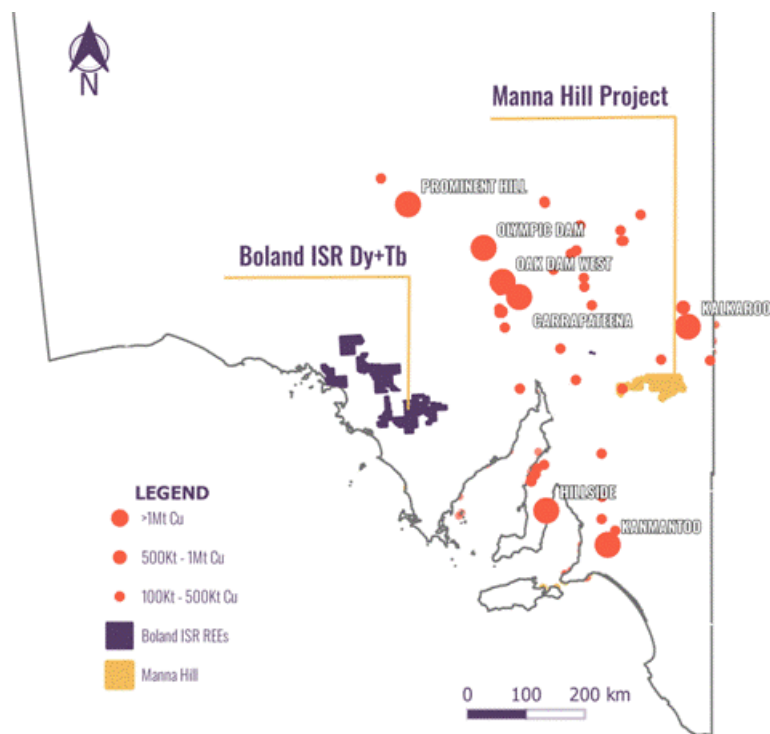 N
Manna Hill Project
PROMINENT HILL
OLYMPIC DAM
Boland ISR Dy+Tb
OAK DAM WEST
KALKAROO
CARRAPATEENA
LEGEND
>1Mt Cu
500Kt - 1Mt Cu
100Kt - 500Kt Cu
Boland ISR REEs
Manna Hill
HILLSIDE
KANMANTOO
0 100 200 km